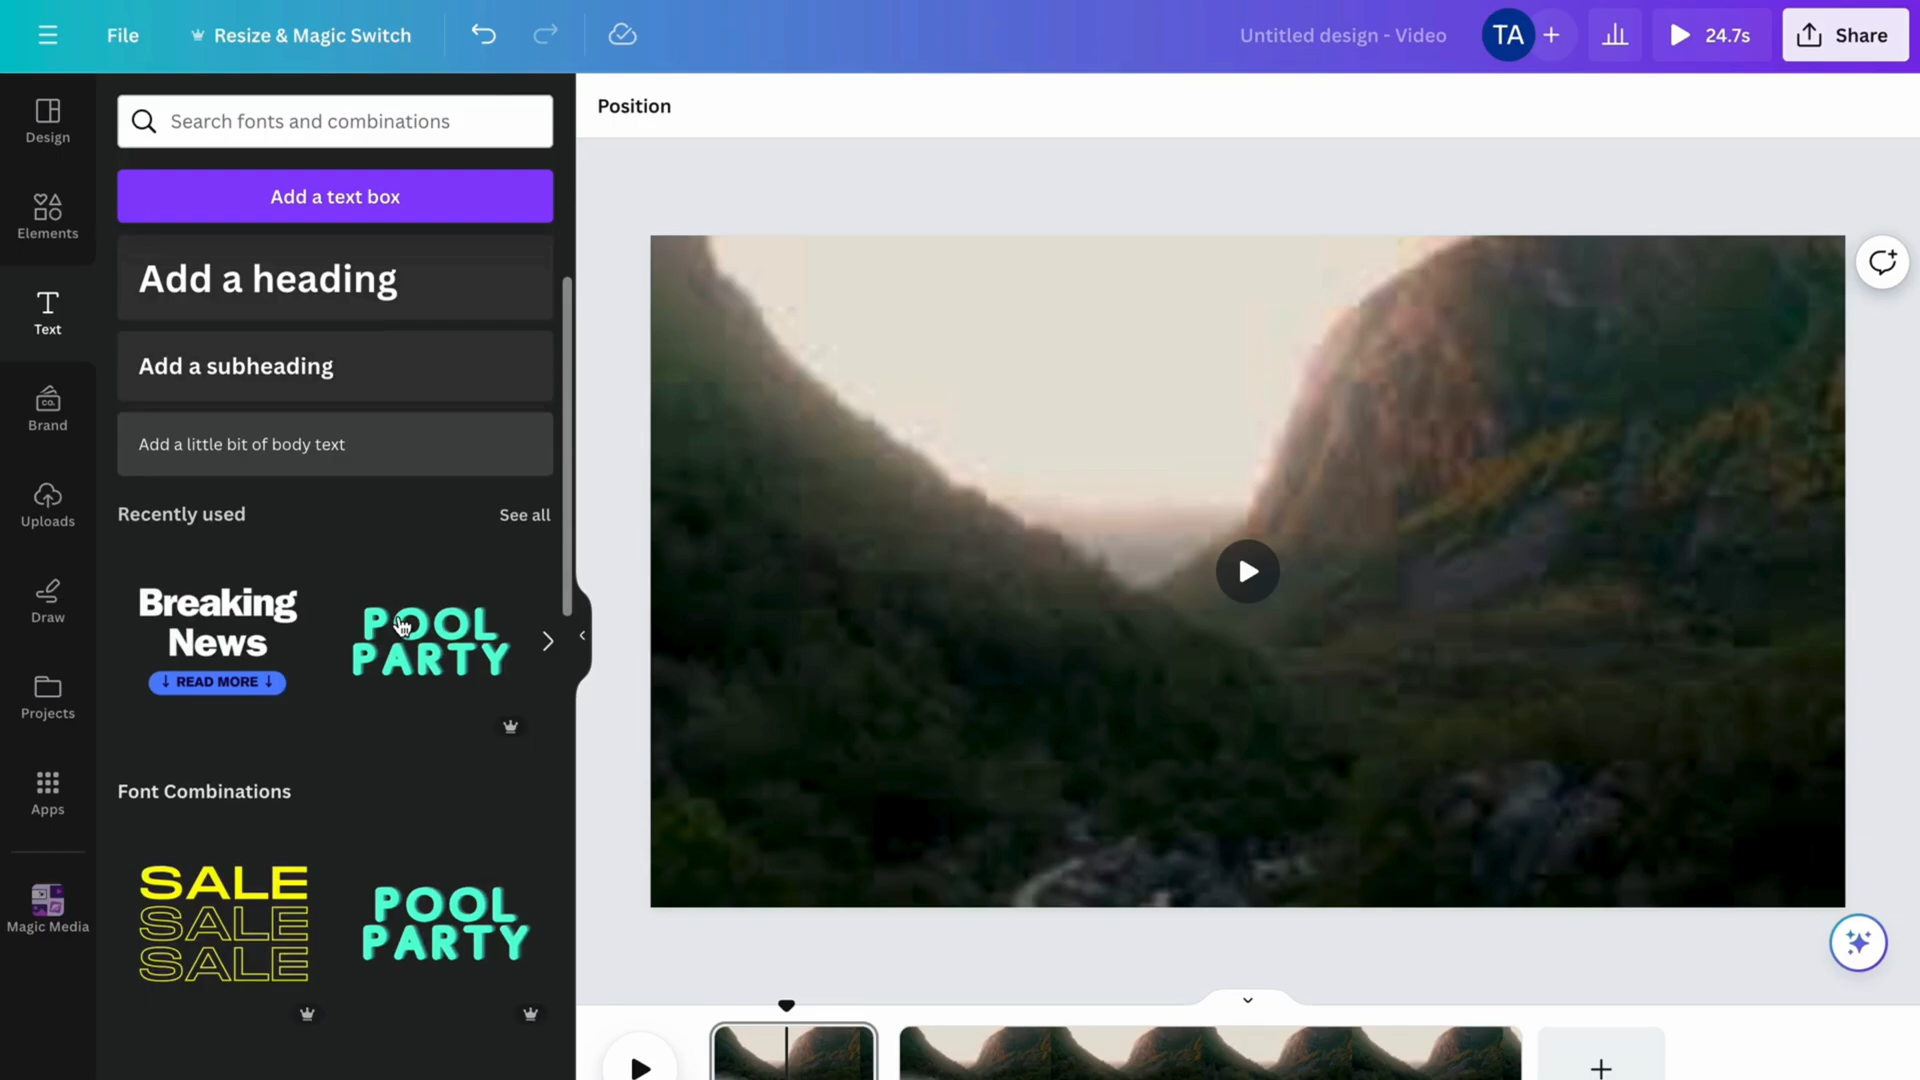 File
Resize & Magic Switch
Untitled design - Video
TA
24.7s
Share
Design
Elements
Text
Brand
CO.
Uploads
Draw
Projects
Apps
Magic Media
Search fonts and combinations
Add a text box
Add a heading
Add a subheading
Add a little bit of body text
Recently used
See all
Breaking
News
↓ READ MORE ↓
POOL
PARTY
Font Combinations
SALE
SALE
SALE
POOL
PARTY
Position